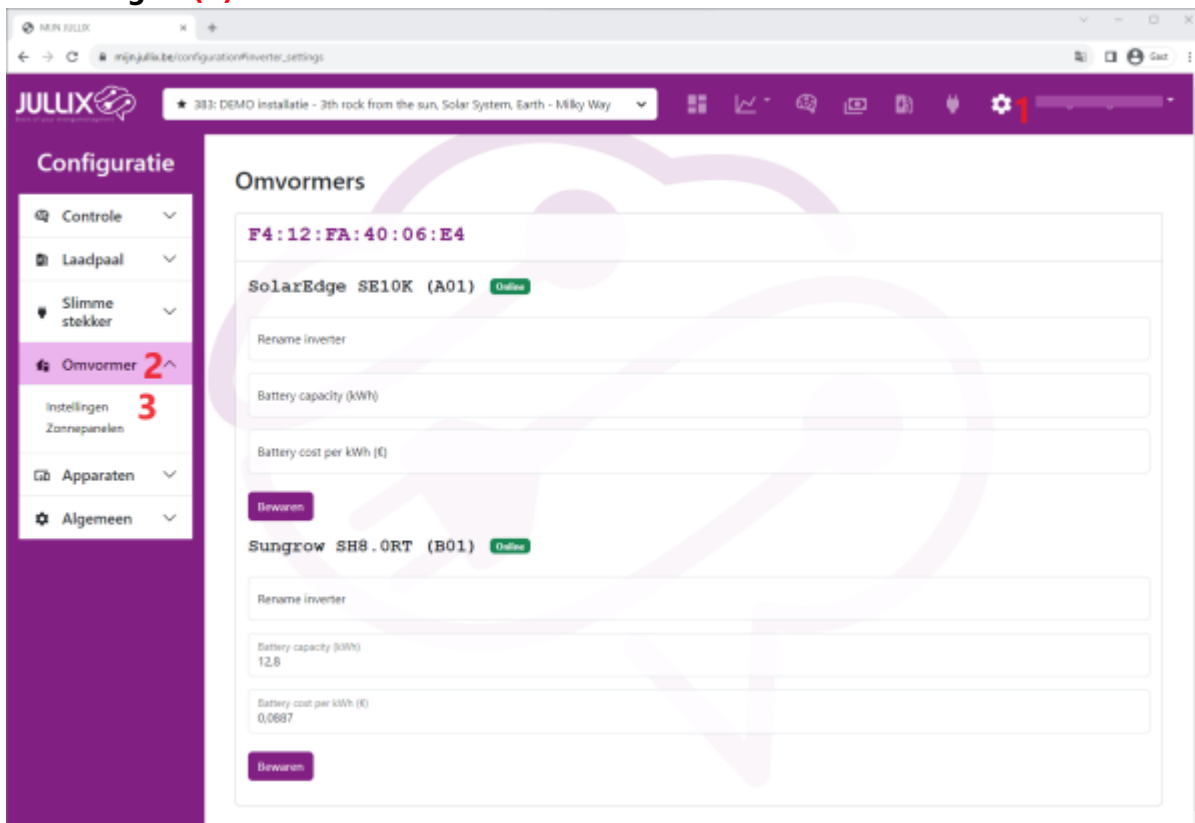 MIJN JULLIX
mijn.jullix.be/configuration#inverter_settings
Gast
JULLIX
★ 383: DEMO installatie - 3th rock from the sun, Solar System, Earth - Milky Way
1
Configuratie
Controle
Laadpaal
Slimme
stekker
Omvormer 2
Instellingen 3
Zonnepanelen
Apparaten
Algemeen
Omvormers
F4:12:FA:40:06:E4
SolarEdge SE10K (A01) Online
Rename inverter
Battery capacity (kWh)
Battery cost per kWh (€)
Bewaren
Sungrow SH8.0RT (B01) Online
Rename inverter
Battery capacity (kWh)
12,8
Battery cost per kWh (€)
0,0687
Bewaren